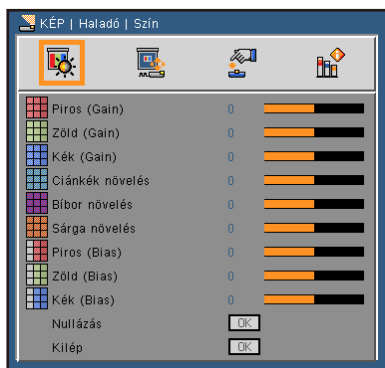 KÉP | Haladó | Szín
Piros (Gain) 0
Zöld (Gain) 0
Kék (Gain) 0
Ciánkék növelés 0
Bíbor növelés 0
Sárga növelés 0
Piros (Bias) 0
Zöld (Bias) 0
Kék (Bias) 0
Nullázás OK
Kilép OK